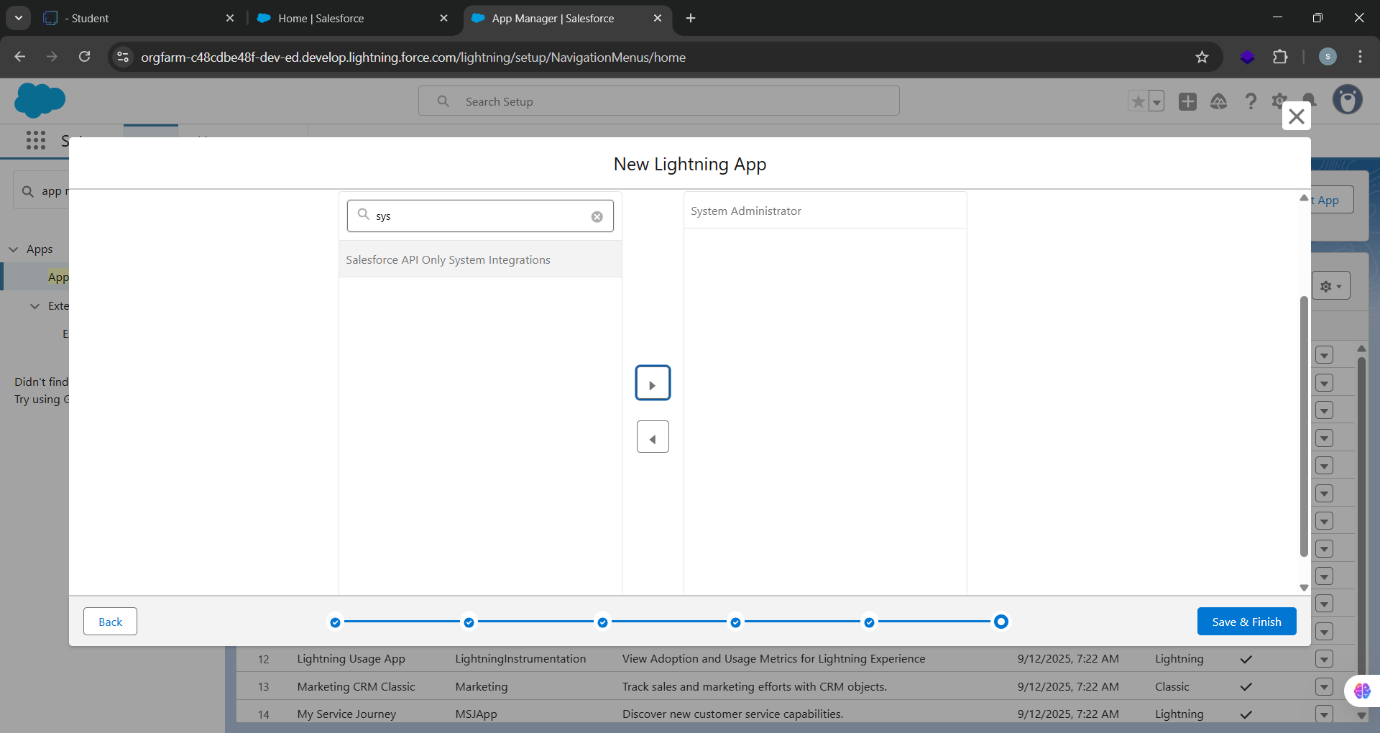 - Student
Home | Salesforce
App Manager | Salesforce
orgfarm-c48cdbe48f-dev-ed.develop.lightning.force.com/lightning/setup/NavigationMenus/home
S
Search Setup
New Lightning App
app
t App
sys
System Administrator
Salesforce API Only System Integrations
Apps
App
Exte
E
Didn't find
Try using G
Back
Save & Finish
12 Lightning Usage App LightningInstrumentation View Adoption and Usage Metrics for Lightning Experience 9/12/2025, 7:22 AM Lightning
13 Marketing CRM Classic Marketing Track sales and marketing efforts with CRM objects. 9/12/2025, 7:22 AM Classic
14 My Service Journey MSJApp Discover new customer service capabilities. 9/12/2025, 7:22 AM Lightning